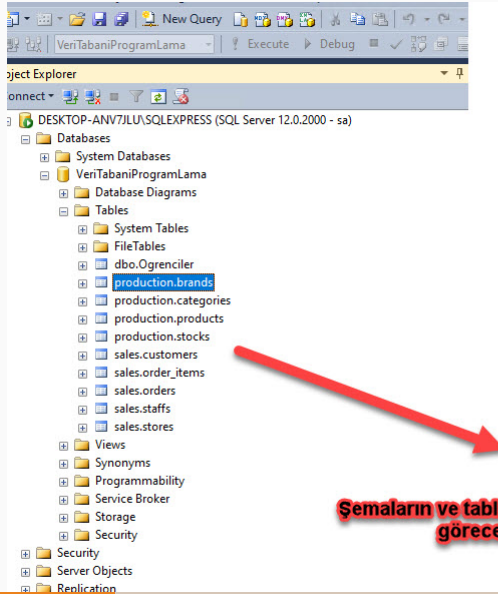 New Query
VeriTabaniProgramLama Execute Debug
bject Explorer
onnect
DESKTOP-ANV7JLU\SQLEXPRESS (SQL Server 12.0.2000 - sa)
Databases
System Databases
VeriTabaniProgramLama
Database Diagrams
Tables
System Tables
FileTables
dbo.Ogrenciler
production.brands
production.categories
production.products
production.stocks
sales.customers
sales.order_items
sales.orders
sales.staffs
sales.stores
Views
Synonyms
Programmability
Service Broker
Storage
Security
Security
Server Objects
Replication
Şemaların ve tabl
görece